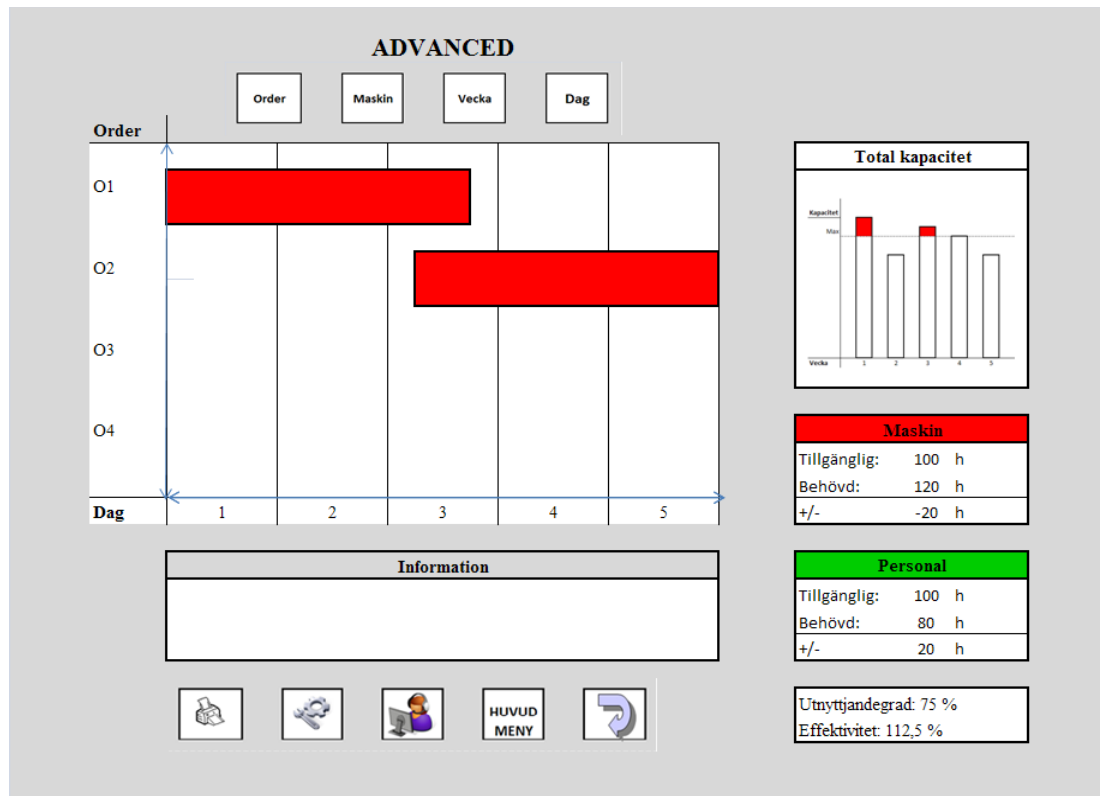 ADVANCED
Order
Maskin
Vecka
Dag
Order
O1
O2
O3
O4
Dag 1 2 3 4 5
Total kapacitet
Kapacitet
Max
Vecka 1 2 3 4 5
Maskin
Tillgänglig: 100 h
Behövd: 120 h
+/- -20 h
Information
Personal
Tillgänglig: 100 h
Behövd: 80 h
+/- 20 h
HUVUD
MENY
Utnyttjandegrad: 75 %
Effektivitet: 112,5 %